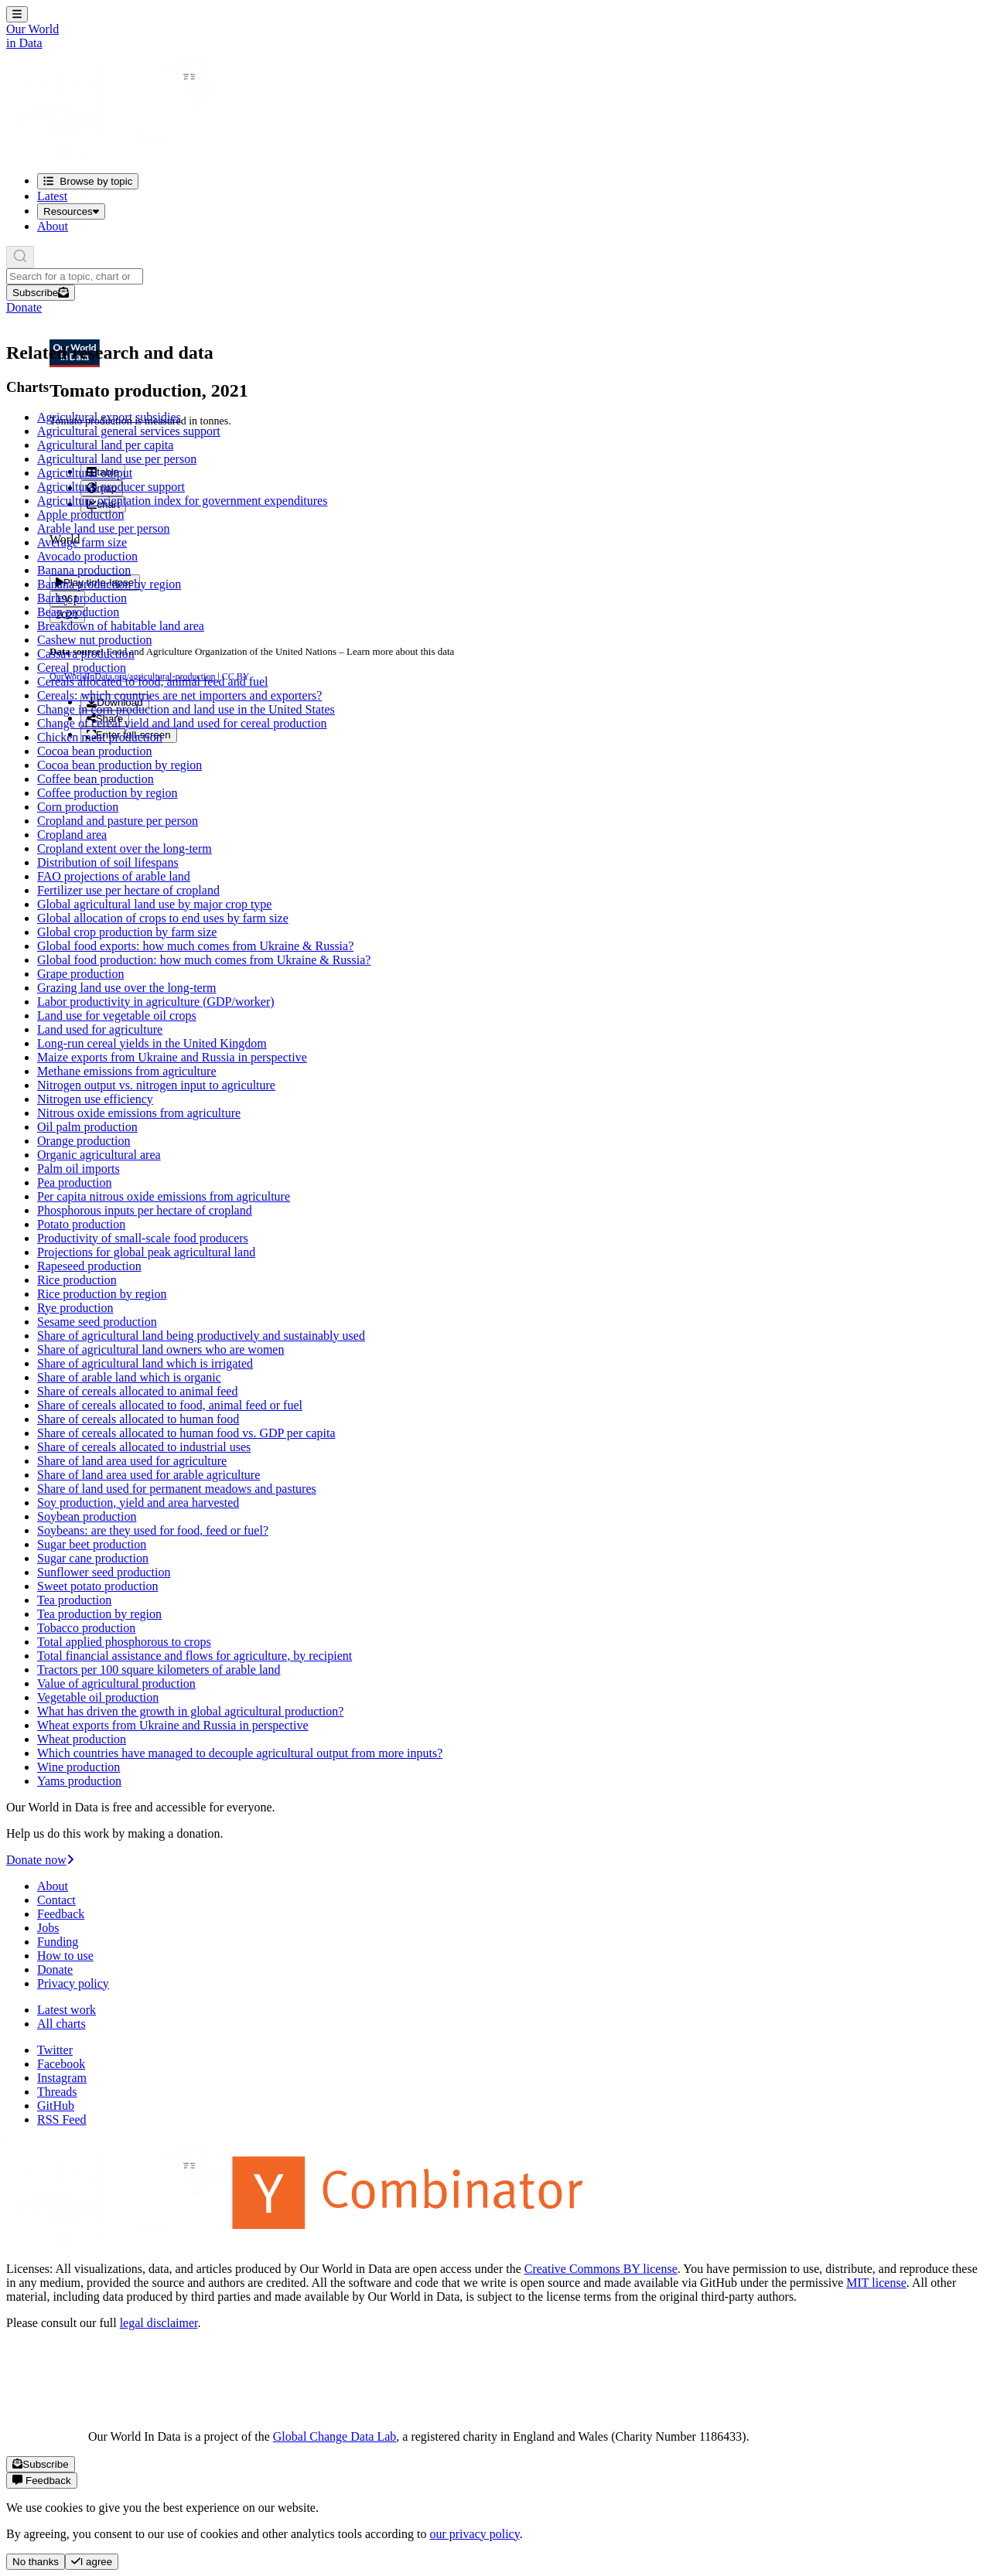 Our World
in Data
Browse by topic
Latest
Resources
About
Search for a topic, chart or
Subscribe
Donate
Related research and data
Our World
in Data
Charts
Tomato production, 2021
Tomato production is measured in tonnes.
Agricultural export subsidies
Agricultural general services support
Agricultural land per capita
Agricultural land use per person
Agricultural output
Table
Agricultural producer support
Map
Agriculture orientation index for government expenditures
Chart
Apple production
Arable land use per person
World
Average farm size
Avocado production
Banana production
Play time-lapse
Banana production by region
1961
Barley production
2021
Bean production
Breakdown of habitable land area
Cashew nut production
Data source: Food and Agriculture Organization of the United Nations – Learn more about this data
Cassava production
Cereal production
OurWorldInData.org/agricultural-production | CC BY
Cereals allocated to food, animal feed and fuel
Cereals: which countries are net importers and exporters?
Download
Change in corn production and land use in the United States
Share
Change of cereal yield and land used for cereal production
Enter full-screen
Chicken meat production
Cocoa bean production
Cocoa bean production by region
Coffee bean production
Coffee production by region
Corn production
Cropland and pasture per person
Cropland area
Cropland extent over the long-term
Distribution of soil lifespans
FAO projections of arable land
Fertilizer use per hectare of cropland
Global agricultural land use by major crop type
Global allocation of crops to end uses by farm size
Global crop production by farm size
Global food exports: how much comes from Ukraine & Russia?
Global food production: how much comes from Ukraine & Russia?
Grape production
Grazing land use over the long-term
Labor productivity in agriculture (GDP/worker)
Land use for vegetable oil crops
Land used for agriculture
Long-run cereal yields in the United Kingdom
Maize exports from Ukraine and Russia in perspective
Methane emissions from agriculture
Nitrogen output vs. nitrogen input to agriculture
Nitrogen use efficiency
Nitrous oxide emissions from agriculture
Oil palm production
Orange production
Organic agricultural area
Palm oil imports
Pea production
Per capita nitrous oxide emissions from agriculture
Phosphorous inputs per hectare of cropland
Potato production
Productivity of small-scale food producers
Projections for global peak agricultural land
Rapeseed production
Rice production
Rice production by region
Rye production
Sesame seed production
Share of agricultural land being productively and sustainably used
Share of agricultural land owners who are women
Share of agricultural land which is irrigated
Share of arable land which is organic
Share of cereals allocated to animal feed
Share of cereals allocated to food, animal feed or fuel
Share of cereals allocated to human food
Share of cereals allocated to human food vs. GDP per capita
Share of cereals allocated to industrial uses
Share of land area used for agriculture
Share of land area used for arable agriculture
Share of land used for permanent meadows and pastures
Soy production, yield and area harvested
Soybean production
Soybeans: are they used for food, feed or fuel?
Sugar beet production
Sugar cane production
Sunflower seed production
Sweet potato production
Tea production
Tea production by region
Tobacco production
Total applied phosphorous to crops
Total financial assistance and flows for agriculture, by recipient
Tractors per 100 square kilometers of arable land
Value of agricultural production
Vegetable oil production
What has driven the growth in global agricultural production?
Wheat exports from Ukraine and Russia in perspective
Wheat production
Which countries have managed to decouple agricultural output from more inputs?
Wine production
Yams production
Our World in Data is free and accessible for everyone.
Help us do this work by making a donation.
Donate now
About
Contact
Feedback
Jobs
Funding
How to use
Donate
Privacy policy
Latest work
All charts
Twitter
Facebook
Instagram
Threads
GitHub
RSS Feed
Y Combinator
Licenses: All visualizations, data, and articles produced by Our World in Data are open access under the Creative Commons BY license. You have permission to use, distribute, and reproduce these
in any medium, provided the source and authors are credited. All the software and code that we write is open source and made available via GitHub under the permissive MIT license. All other
material, including data produced by third parties and made available by Our World in Data, is subject to the license terms from the original third-party authors.
Please consult our full legal disclaimer.
Our World In Data is a project of the Global Change Data Lab, a registered charity in England and Wales (Charity Number 1186433).
Subscribe
Feedback
We use cookies to give you the best experience on our website.
By agreeing, you consent to our use of cookies and other analytics tools according to our privacy policy.
No thanks
I agree